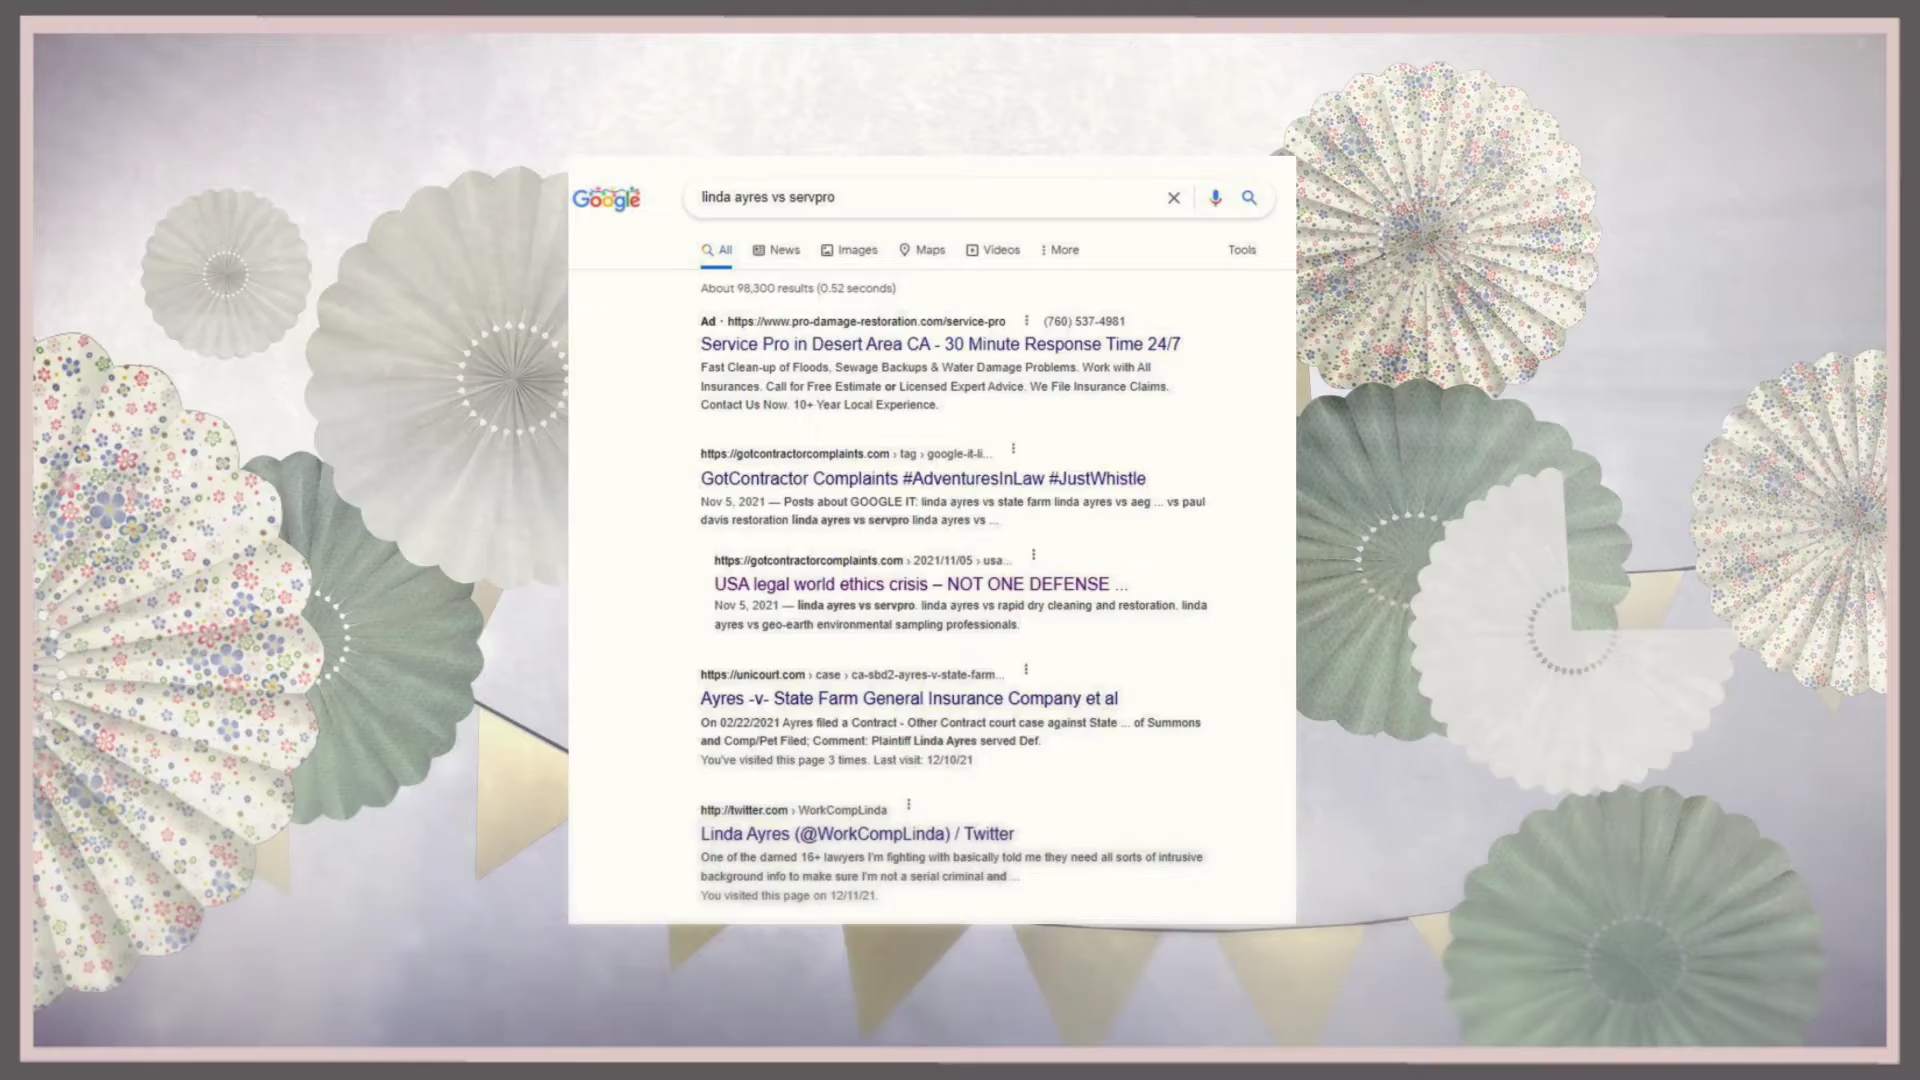 Google
linda ayres vs servpro
All News Images Maps Videos More Tools
About 98,300 results (0.52 seconds)
Ad · https://www.pro-damage-restoration.com/service-pro (760) 537-4981
Service Pro in Desert Area CA - 30 Minute Response Time 24/7
Fast Clean-up of Floods, Sewage Backups & Water Damage Problems. Work with All
Insurances. Call for Free Estimate or Licensed Expert Advice. We File Insurance Claims.
Contact Us Now. 10+ Year Local Experience.
https://gotcontractorcomplaints.com › tag › google-it-li...
GotContractor Complaints #AdventuresInLaw #JustWhistle
Nov 5, 2021 — Posts about GOOGLE IT: linda ayres vs state farm linda ayres vs aeg ... vs paul
davis restoration linda ayres vs servpro linda ayres vs ...
https://gotcontractorcomplaints.com › 2021/11/05 › usa...
USA legal world ethics crisis – NOT ONE DEFENSE ...
Nov 5, 2021 — linda ayres vs servpro. linda ayres vs rapid dry cleaning and restoration. linda
ayres vs geo-earth environmental sampling professionals.
https://unicourt.com › case › ca-sbd2-ayres-v-state-farm...
Ayres -v- State Farm General Insurance Company et al
On 02/22/2021 Ayres filed a Contract - Other Contract court case against State ... of Summons
and Comp/Pet Filed; Comment: Plaintiff Linda Ayres served Def.
You've visited this page 3 times. Last visit: 12/10/21
http://twitter.com › WorkCompLinda
Linda Ayres (@WorkCompLinda) / Twitter
One of the darned 16+ lawyers I'm fighting with basically told me they need all sorts of intrusive
background info to make sure I'm not a serial criminal and ...
You visited this page on 12/11/21.